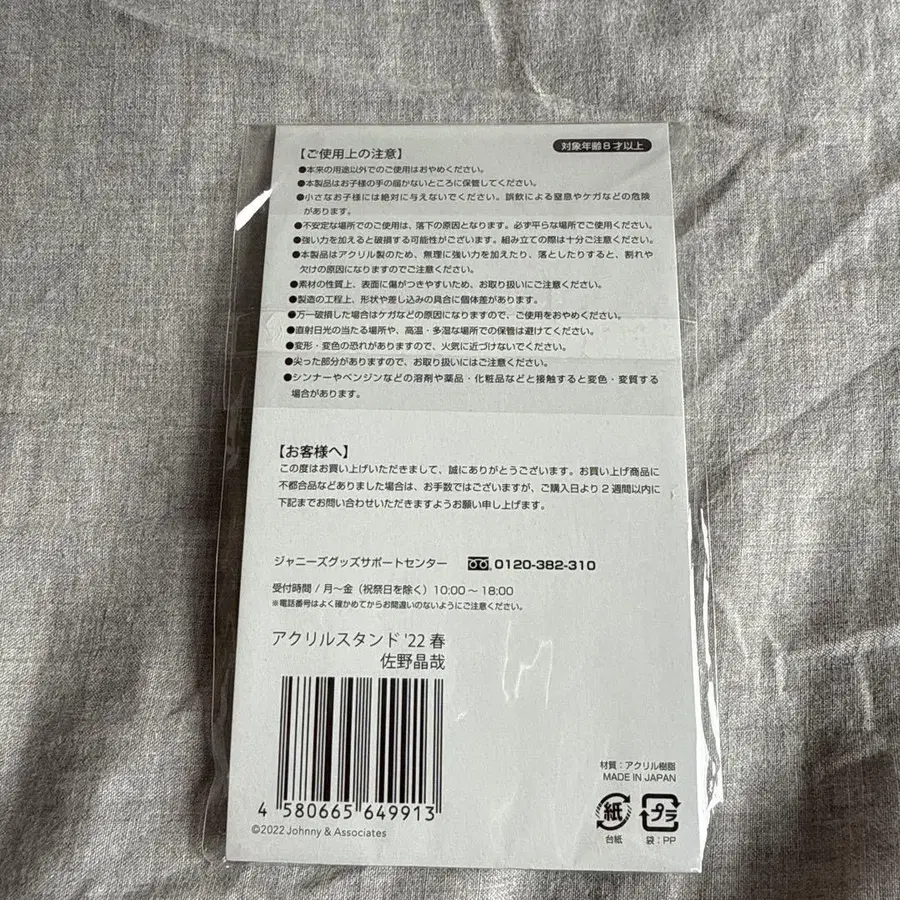 対象年齢8才以上
【ご使用上の注意】
●本来の用途以外でのご使用はおやめください。
●本製品はお子様の手の届かないところに保管してください。
●小さなお子様には絶対に与えないでください。誤飲による窒息やケガなどの危険
があります。
●不安定な場所でのご使用は、落下の原因となります。必ず平らな場所でご使用ください。
●強い力を加えると破損する可能性がございます。組み立ての際は十分ご注意ください。
●本製品はアクリル製のため、無理に強い力を加えたり、落としたりすると、割れや
欠けの原因になりますのでご注意ください。
●素材の性質上、表面に傷がつきやすいため、お取り扱いにご注意ください。
●製造の工程上、形状や差し込みの具合に個体差があります。
●万一破損した場合はケガなどの原因になりますので、ご使用をおやめください。
●直射日光の当たる場所や、高温・多湿な場所での保管は避けてください。
●変形・変色の恐れがありますので、火気に近づけないでください。
●尖った部分がありますので、お取り扱いにはご注意ください。
●シンナーやベンジンなどの溶剤や薬品・化粧品などと接触すると変色・変質する
場合があります。
【お客様へ】
この度はお買い上げいただきまして、誠にありがとうございます。お買い上げ商品に
不都合品などありました場合は、お手数ではございますが、ご購入日より2週間以内に
下記までお問い合わせいただきますようお願い申し上げます。
ジャニーズグッズサポートセンター 0120-382-310
受付時間/月〜金(祝祭日を除く)10:00〜18:00
※電話番号はよく確かめてからお間違いのないようにご注意ください。
アクリルスタンド '22 春
佐野晶哉
4 580665 649913
©2022 Johnny & Associates
材質:アクリル樹脂
MADE IN JAPAN
紙 プラ
台紙 袋:PP